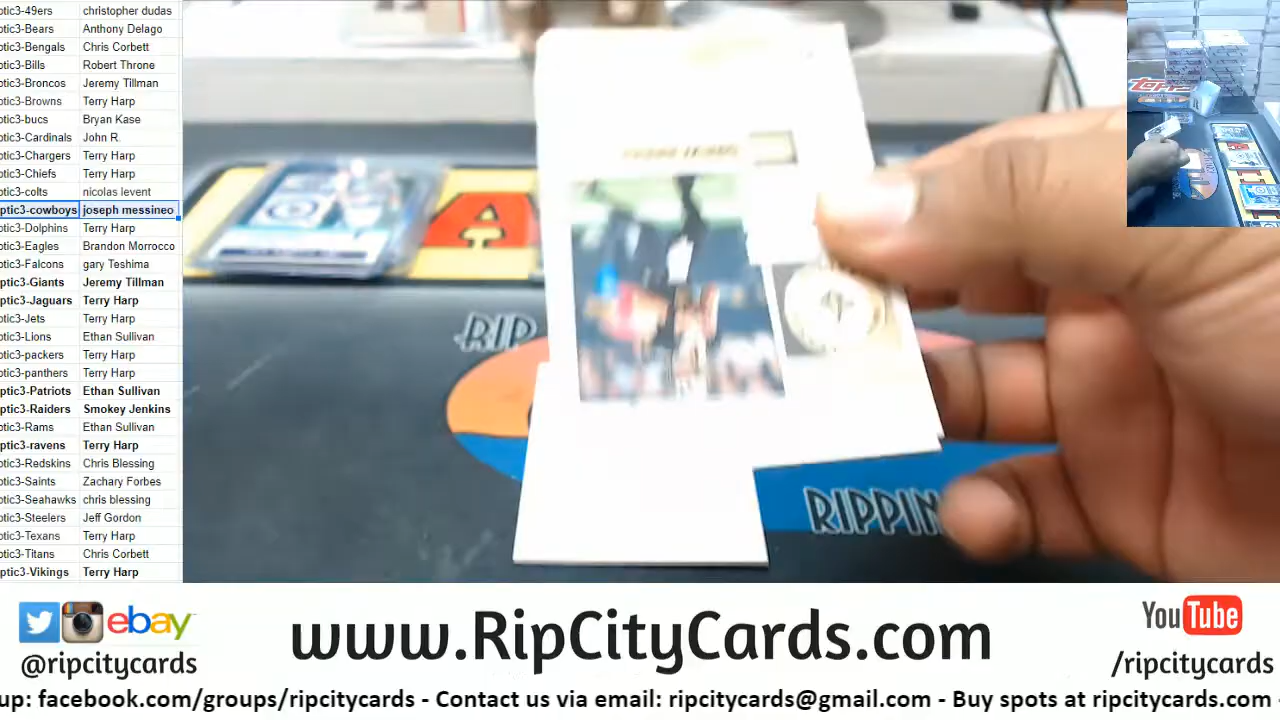 ptic3-49ers christopher dudas
ptic3-Bears Anthony Delago
ptic3-Bengals Chris Corbett
ptic3-Bills Robert Throne
ptic3-Broncos Jeremy Tillman
ptic3-Browns Terry Harp
ptic3-bucs Bryan Kase
ptic3-Cardinals John R.
ptic3-Chargers Terry Harp
ptic3-Chiefs Terry Harp
ptic3-colts nicolas levent
ptic3-cowboys joseph messineo
ptic3-Dolphins Terry Harp
ptic3-Eagles Brandon Morrocco
ptic3-Falcons gary Teshima
ptic3-Giants Jeremy Tillman
ptic3-Jaguars Terry Harp
ptic3-Jets Terry Harp
ptic3-Lions Ethan Sullivan
ptic3-packers Terry Harp
ptic3-panthers Terry Harp
ptic3-Patriots Ethan Sullivan
ptic3-Raiders Smokey Jenkins
ptic3-Rams Ethan Sullivan
ptic3-ravens Terry Harp
ptic3-Redskins Chris Blessing
ptic3-Saints Zachary Forbes
ptic3-Seahawks chris blessing
ptic3-Steelers Jeff Gordon
ptic3-Texans Terry Harp
ptic3-Titans Chris Corbett
ptic3-Vikings Terry Harp
RIP
RIPPIN
Topps
ebay
@ripcitycards
www.RipCityCards.com
YouTube
/ripcitycards
up: facebook.com/groups/ripcitycards - Contact us via email: ripcitycards@gmail.com - Buy spots at ripcitycards.com